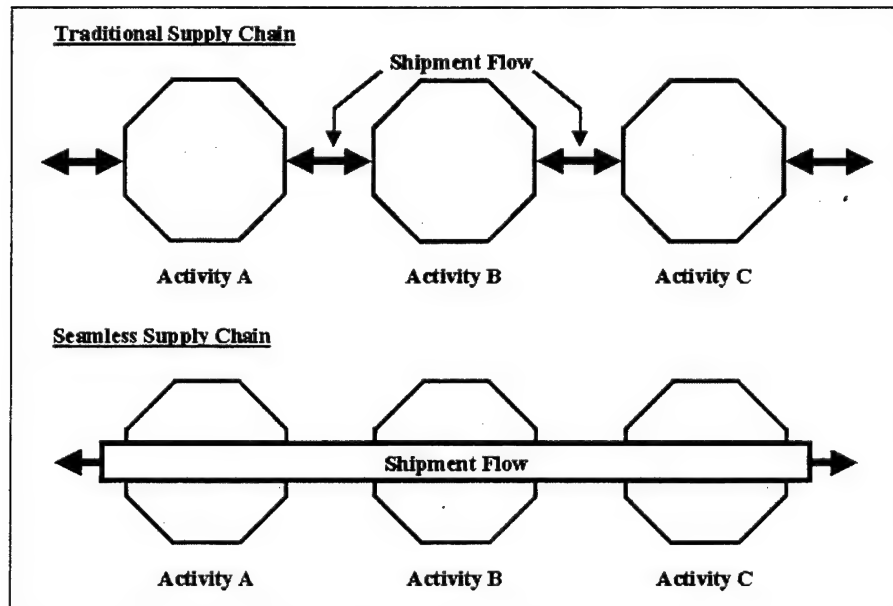 Traditional Supply Chain
Shipment Flow
Activity A
Activity B
Activity C
Seamless Supply Chain
Shipment Flow
Activity A
Activity B
Activity C